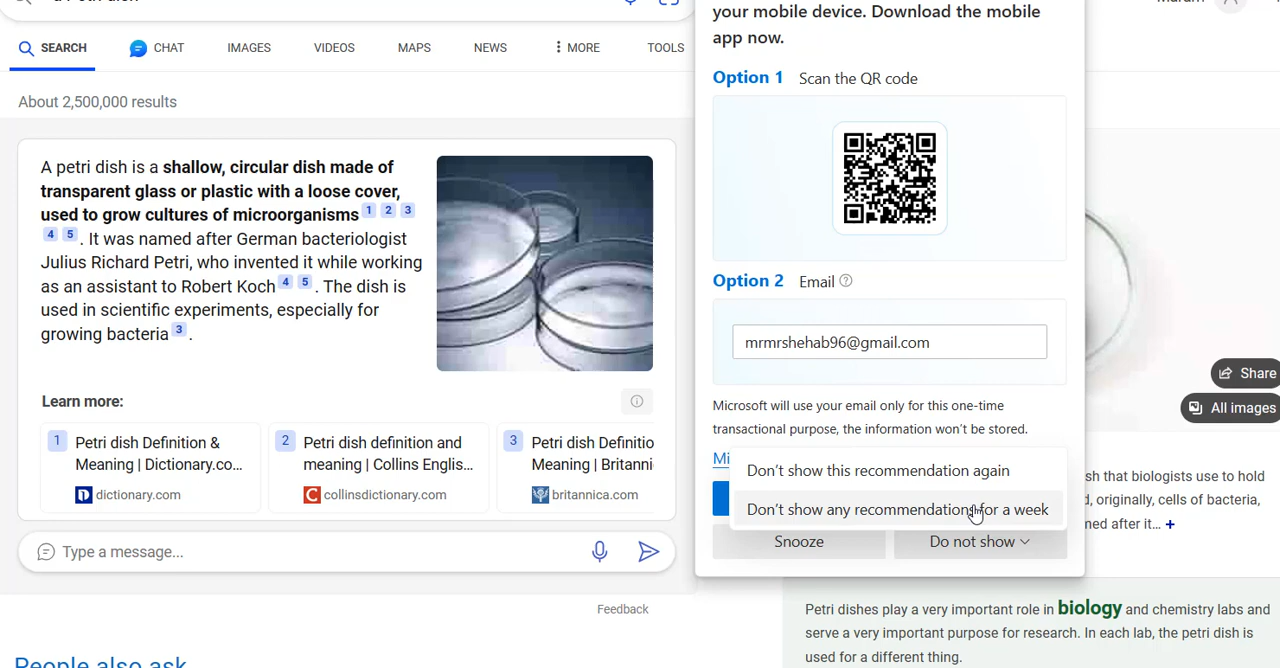 SEARCH
CHAT
IMAGES
VIDEOS
MAPS
NEWS
MORE
TOOLS
About 2,500,000 results
A petri dish is a shallow, circular dish made of
transparent glass or plastic with a loose cover,
used to grow cultures of microorganisms 1 2 3
4 5 . It was named after German bacteriologist
Julius Richard Petri, who invented it while working
as an assistant to Robert Koch 4 5 . The dish is
used in scientific experiments, especially for
growing bacteria 3 .
Learn more:
1 Petri dish Definition &
Meaning | Dictionary.co...
dictionary.com
2 Petri dish definition and
meaning | Collins Englis...
collinsdictionary.com
3 Petri dish Definitio
Meaning | Britanni
britannica.com
Type a message...
Feedback
People also ask
your mobile device. Download the mobile
app now.
Option 1 Scan the QR code
Option 2 Email
mrmrshehab96@gmail.com
Microsoft will use your email only for this one-time
transactional purpose, the information won't be stored.
Mi
Don't show this recommendation again
Don't show any recommendation for a week
Snooze
Do not show
Share
All images
sh that biologists use to hold
d, originally, cells of bacteria,
med after it... +
Petri dishes play a very important role in biology and chemistry labs and
serve a very important purpose for research. In each lab, the petri dish is
used for a different thing.